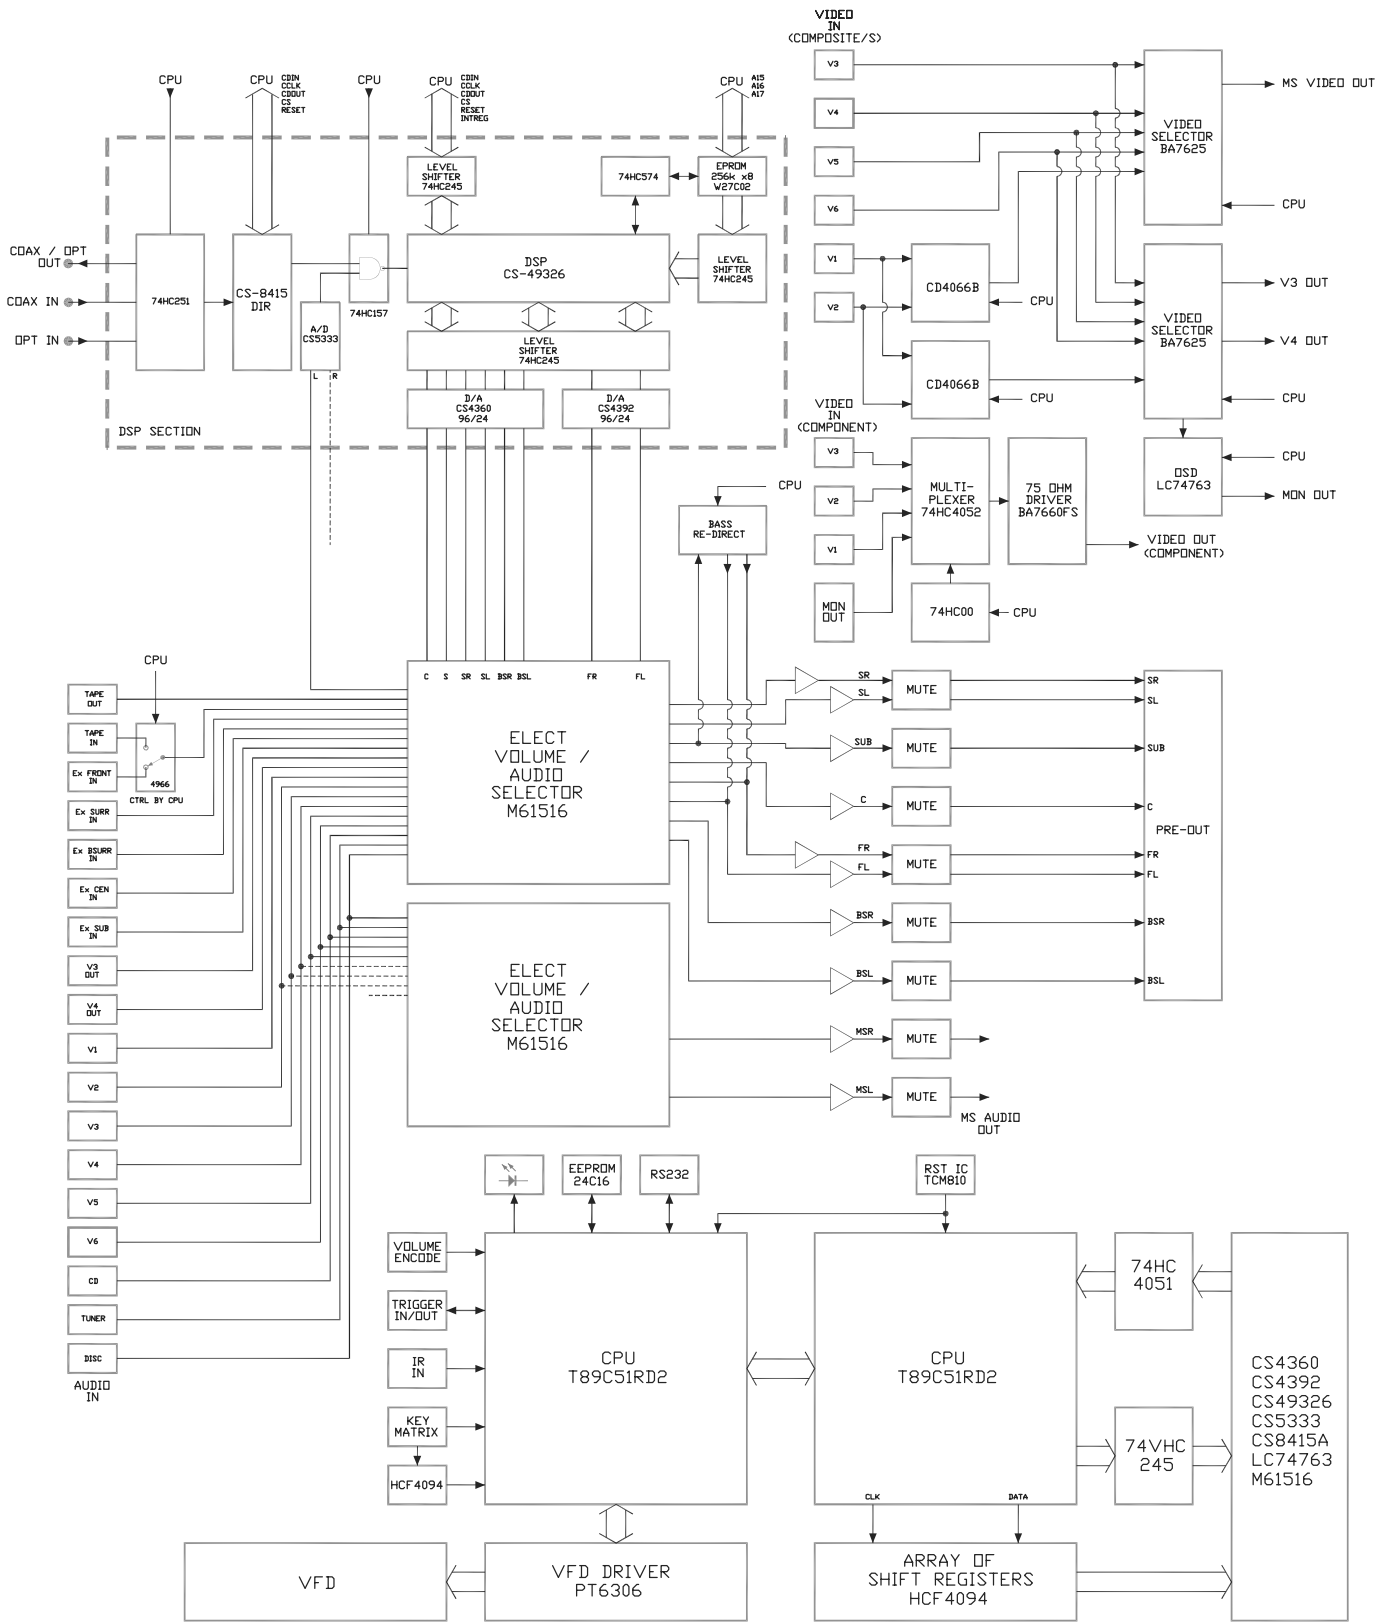 VIDEO
IN
(COMPOSITE/S)
V3
V4
V5
V6
V1
V2
VIDEO
SELECTOR
BA7625
MS VIDEO OUT
CPU
CD4066B
CPU
CD4066B
CPU
VIDEO
SELECTOR
BA7625
V3 OUT
V4 OUT
CPU
OSD
LC74763
CPU
MON OUT
VIDEO
IN
(COMPONENT)
V3
V2
V1
MON
OUT
MULTI-
PLEXER
74HC4052
75 OHM
DRIVER
BA7660FS
VIDEO OUT
(COMPONENT)
74HC00
CPU
CPU
CPU
CDIN
CCLK
CDOUT
CS
RESET
CPU
CPU
CDIN
CCLK
CDOUT
CS
RESET
INTREG
CPU
A15
A16
A17
LEVEL
SHIFTER
74HC245
74HC574
EPROM
256k x8
W27C02
COAX / OPT
OUT
COAX IN
OPT IN
74HC251
CS-8415
DIR
74HC157
DSP
CS-49326
LEVEL
SHIFTER
74HC245
A/D
CS5333
L
R
LEVEL
SHIFTER
74HC245
D/A
CS4360
96/24
D/A
CS4392
96/24
DSP SECTION
CPU
BASS
RE-DIRECT
CPU
TAPE
OUT
TAPE
IN
Ex FRONT
IN
4966
CTRL BY CPU
Ex SURR
IN
Ex BSURR
IN
Ex CEN
IN
Ex SUB
IN
V3
OUT
V4
OUT
V1
V2
V3
V4
V5
V6
CD
TUNER
DISC
AUDIO
IN
C
S
SR
SL
BSR
BSL
FR
FL
ELECT
VOLUME /
AUDIO
SELECTOR
M61516
ELECT
VOLUME /
AUDIO
SELECTOR
M61516
SR
SL
MUTE
SUB
MUTE
C
MUTE
FR
FL
MUTE
BSR
MUTE
BSL
MUTE
MSR
MUTE
MSL
MUTE
MS AUDIO
OUT
SR
SL
SUB
C
PRE-OUT
FR
FL
BSR
BSL
EEPROM
24C16
RS232
RST IC
TCM810
VOLUME
ENCODE
TRIGGER
IN/OUT
IR
IN
KEY
MATRIX
HCF4094
CPU
T89C51RD2
CPU
T89C51RD2
CLK
DATA
74HC
4051
74VHC
245
CS4360
CS4392
CS49326
CS5333
CS8415A
LC74763
M61516
VFD
VFD DRIVER
PT6306
ARRAY OF
SHIFT REGISTERS
HCF4094